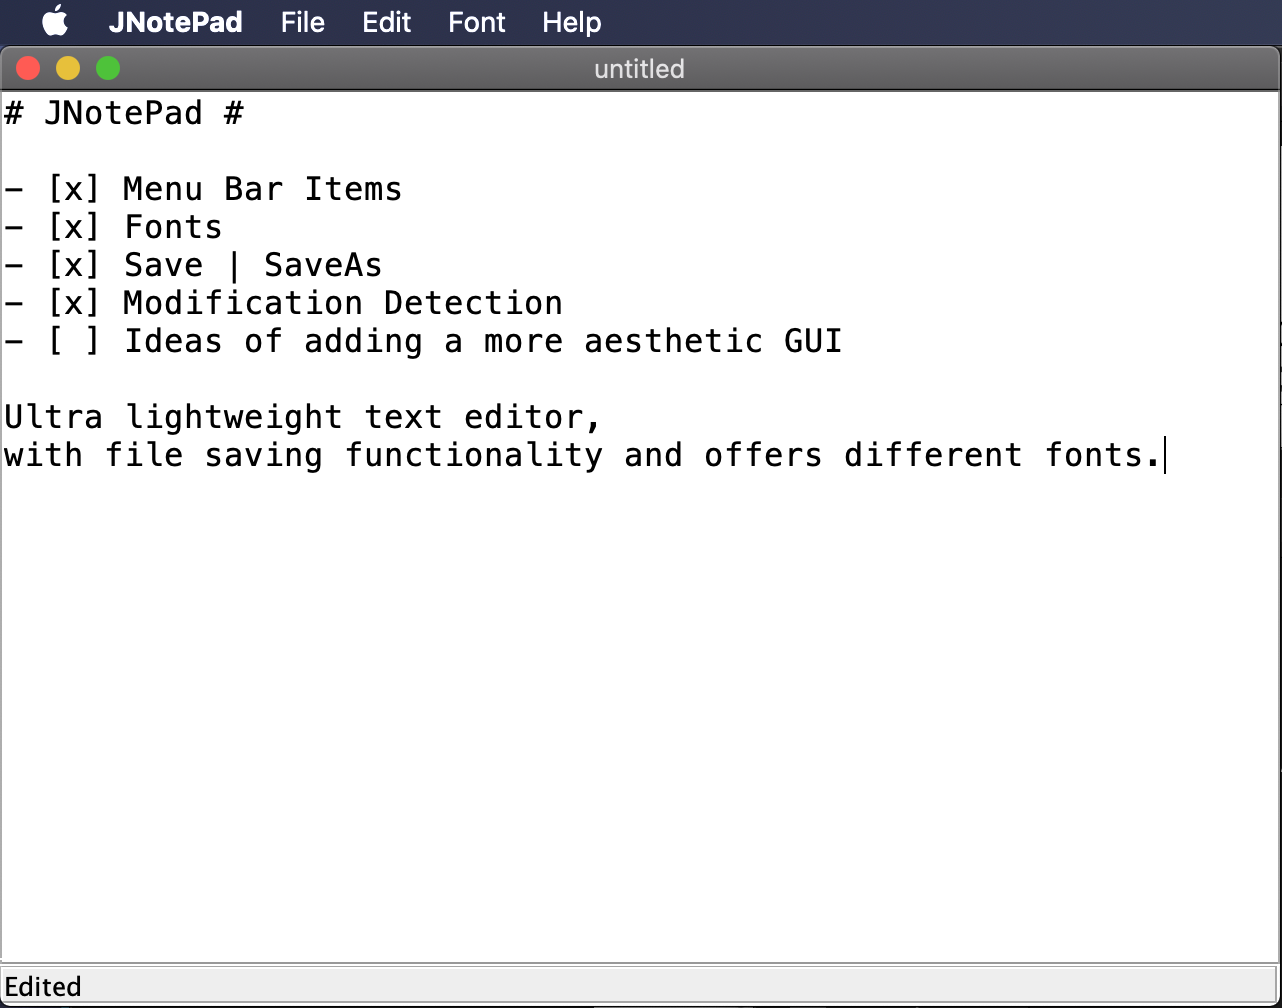 JNotePad File Edit Font Help
untitled
# JNotePad #
- [x] Menu Bar Items
- [x] Fonts
- [x] Save | SaveAs
- [x] Modification Detection
- [ ] Ideas of adding a more aesthetic GUI
Ultra lightweight text editor,
with file saving functionality and offers different fonts.
Edited